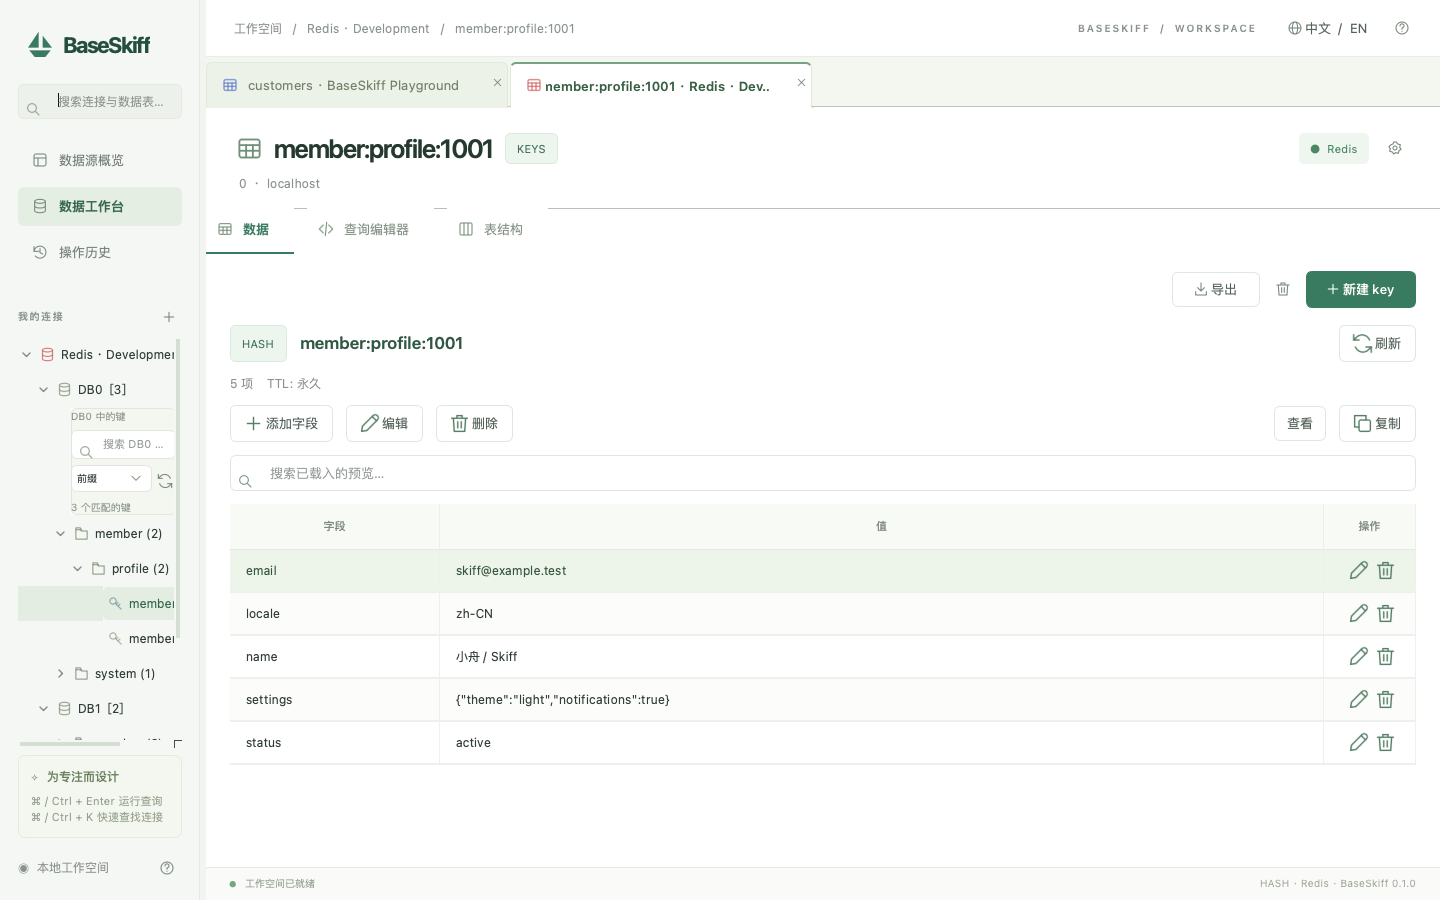 BaseSkiff
搜索连接与数据表...
数据源概览
数据工作台
操作历史
我的连接
Redis · Developmen
DB0 [3]
DB0 中的键
搜索 DB0 ...
前缀
3 个匹配的键
member (2)
profile (2)
member
member
system (1)
DB1 [2]
为专注而设计
⌘ / Ctrl + Enter 运行查询
⌘ / Ctrl + K 快速查找连接
本地工作空间
工作空间 / Redis · Development / member:profile:1001
BASESKIFF / WORKSPACE
中文 / EN
customers · BaseSkiff Playground
member:profile:1001 · Redis · Dev..
member:profile:1001
KEYS
Redis
0 · localhost
数据
查询编辑器
表结构
导出
新建 key
HASH
member:profile:1001
刷新
5 项 TTL: 永久
添加字段
编辑
删除
查看
复制
搜索已载入的预览...
字段 值 操作
email skiff@example.test
locale zh-CN
name 小舟 / Skiff
settings {"theme":"light","notifications":true}
status active
工作空间已就绪
HASH · Redis · BaseSkiff 0.1.0